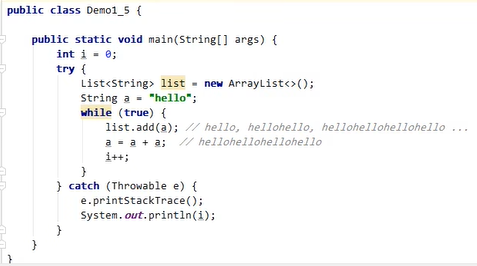 public class Demo1_5 {
public static void main(String[] args) {
int i = 0;
try {
List<String> list = new ArrayList<>();
String a = "hello";
while (true) {
list.add(a); // hello, hellohello, hellohellohellohello ...
a = a + a;  // hellohellohellohello
i++;
}
} catch (Throwable e) {
e.printStackTrace();
System.out.println(i);
}
}
}